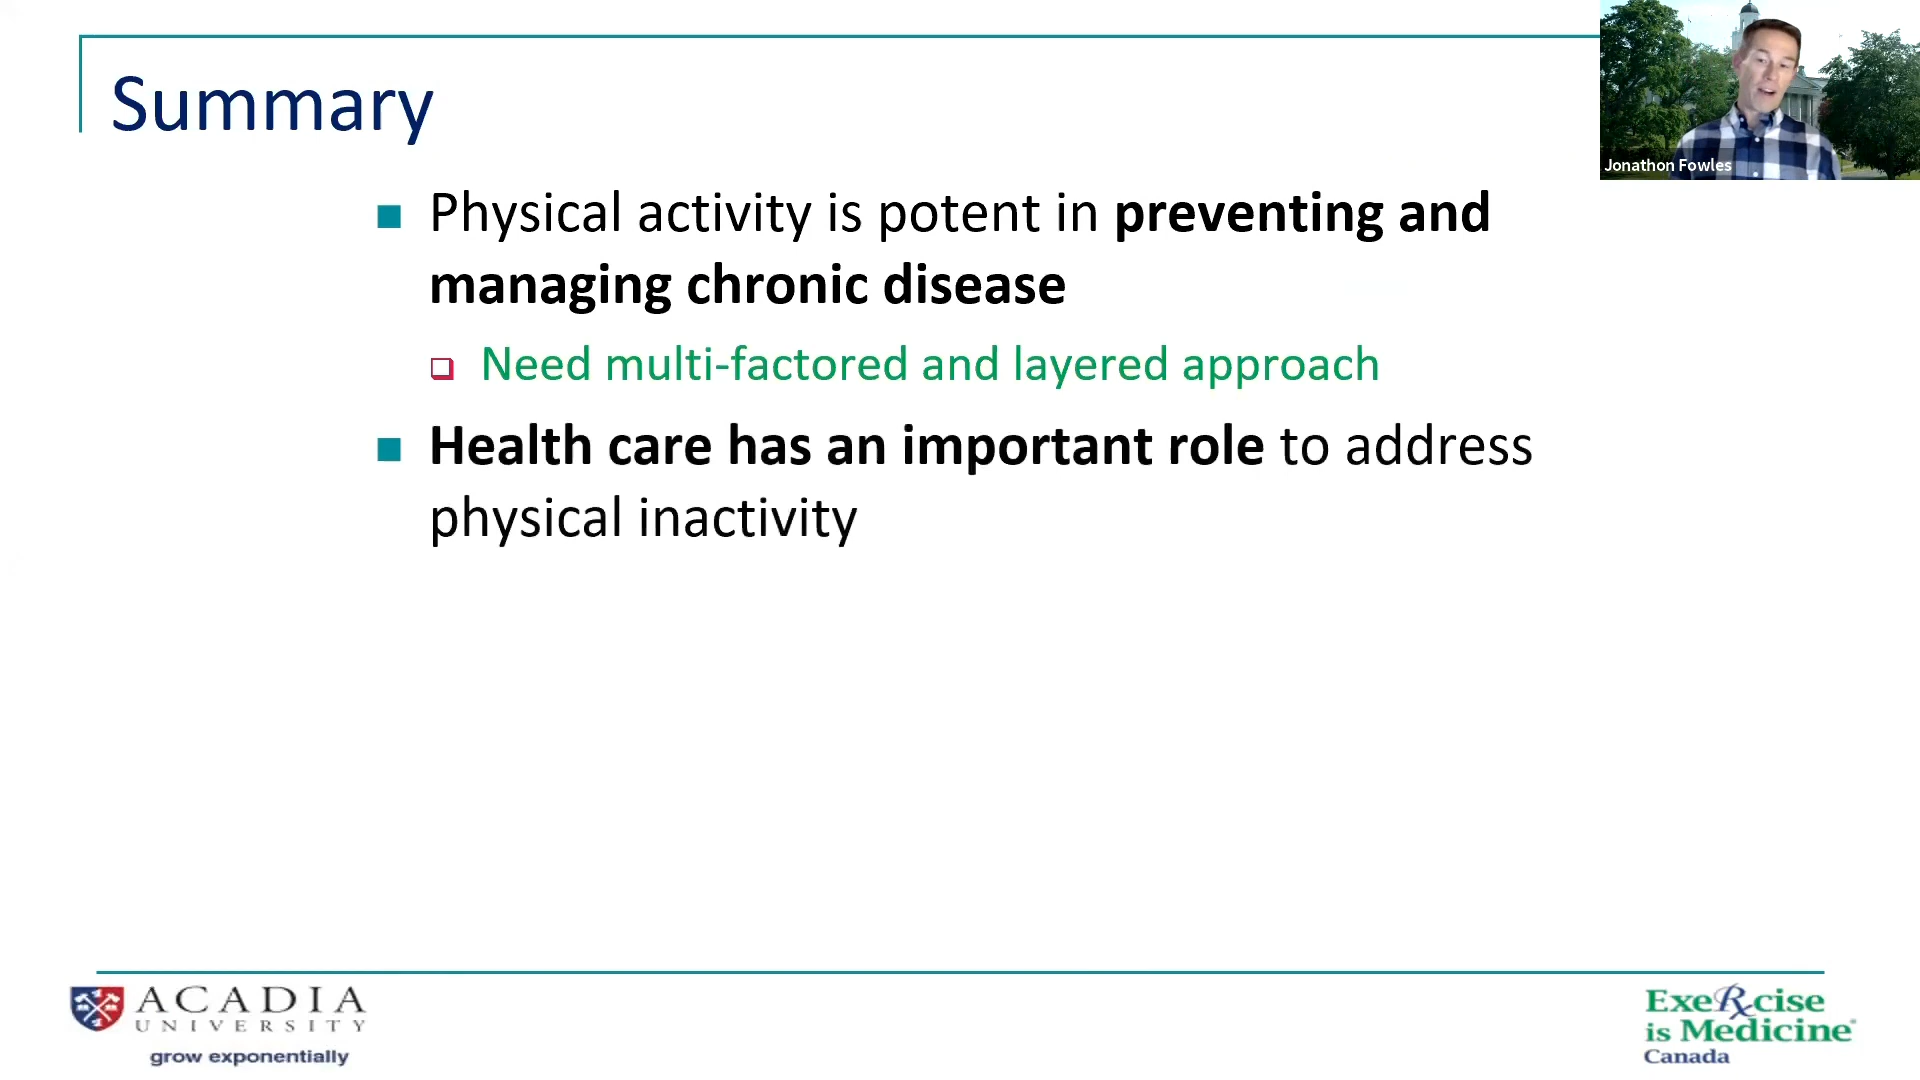 Summary
Jonathon Fowles
Physical activity is potent in preventing and
managing chronic disease
Need multi-factored and layered approach
Health care has an important role to address
physical inactivity
ACADIA
UNIVERSITY
grow exponentially
ExeRxcise
is Medicine®
Canada